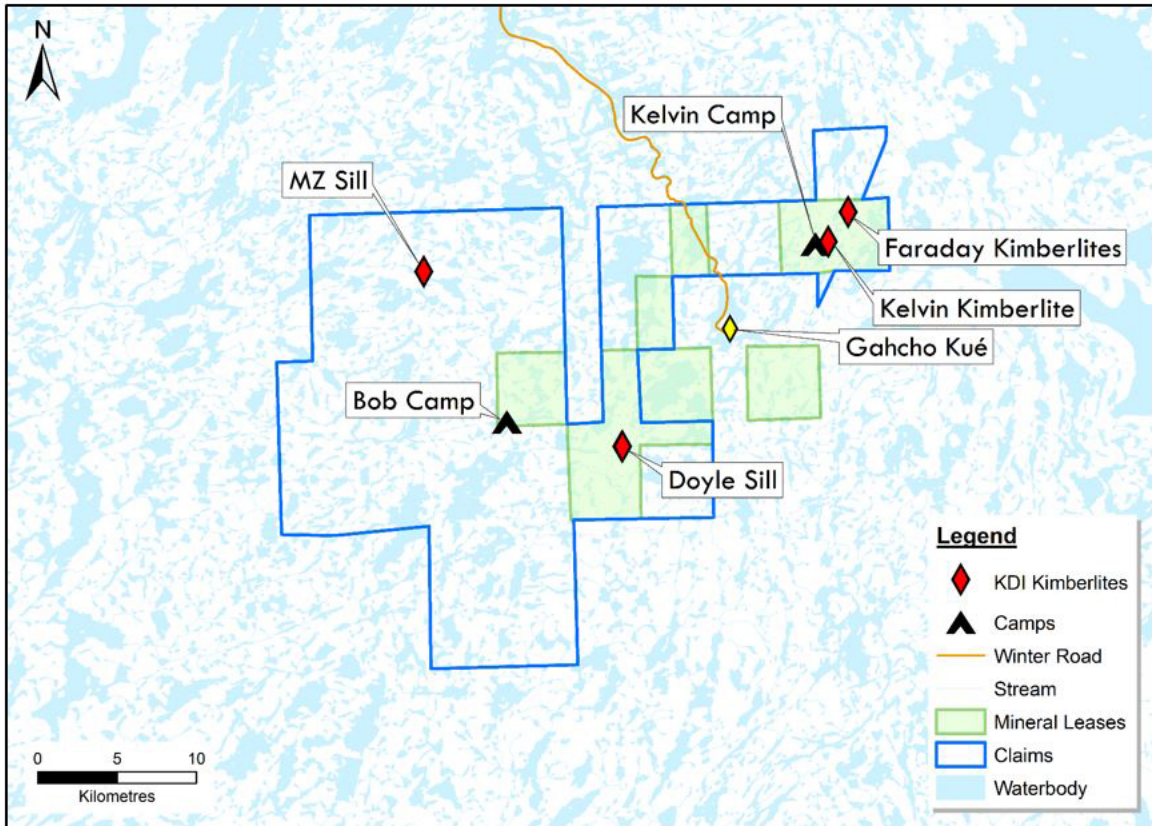 N
Kelvin Camp
MZ Sill
Faraday Kimberlites
Kelvin Kimberlite
Gahcho Kué
Bob Camp
Doyle Sill
Legend
KDI Kimberlites
Camps
Winter Road
Stream
Mineral Leases
Claims
Waterbody
0 5 10
Kilometres